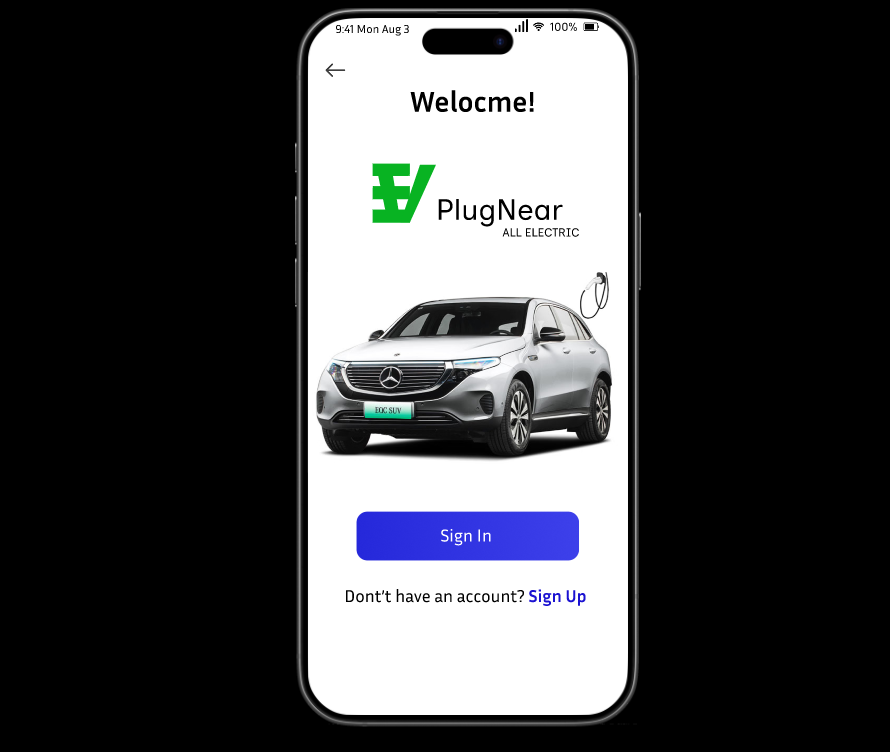 9:41 Mon Aug 3 100%
Welocme!
EV
PlugNear
ALL ELECTRIC
EQC SUV
Sign In
Dont't have an account? Sign Up